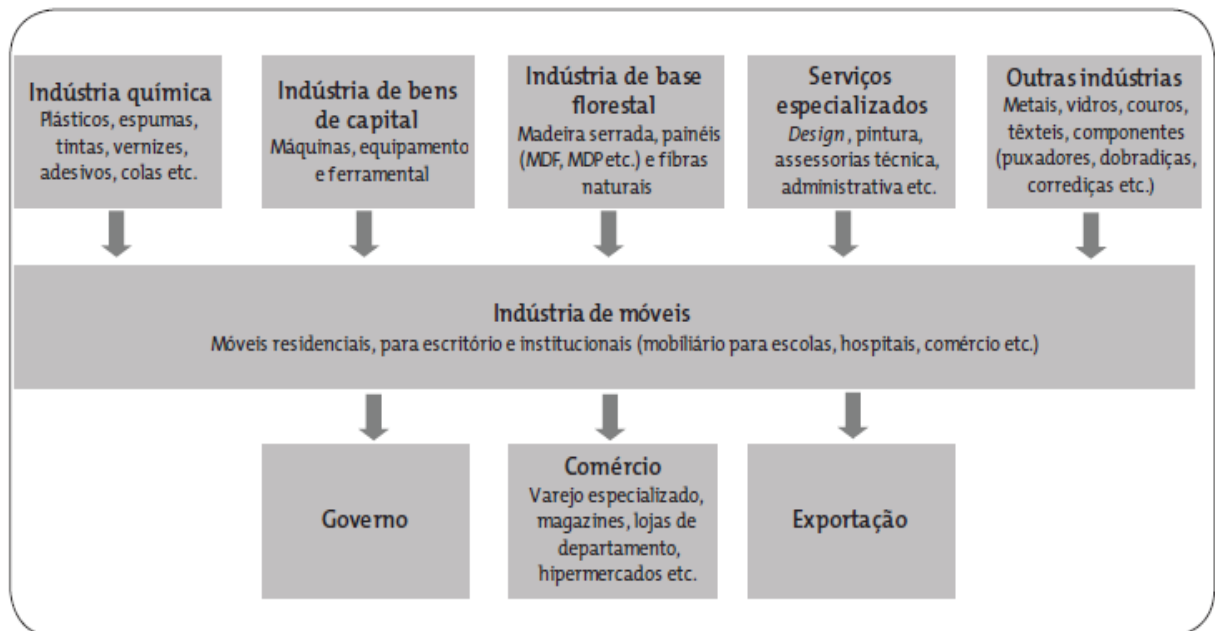 Indústria química
Plásticos, espumas,
tintas, vernizes,
adesivos, colas etc.
Indústria de bens
de capital
Máquinas, equipamento
e ferramental
Indústria de base
florestal
Madeira serrada, painéis
(MDF, MDP etc.) e fibras
naturais
Serviços
especializados
Design, pintura,
assessorias técnica,
administrativa etc.
Outras indústrias
Metais, vidros, couros,
têxteis, componentes
(puxadores, dobradiças,
corrediças etc.)
Indústria de móveis
Móveis residenciais, para escritório e institucionais (mobiliário para escolas, hospitais, comércio etc.)
Governo
Comércio
Varejo especializado,
magazines, lojas de
departamento,
hipermercados etc.
Exportação